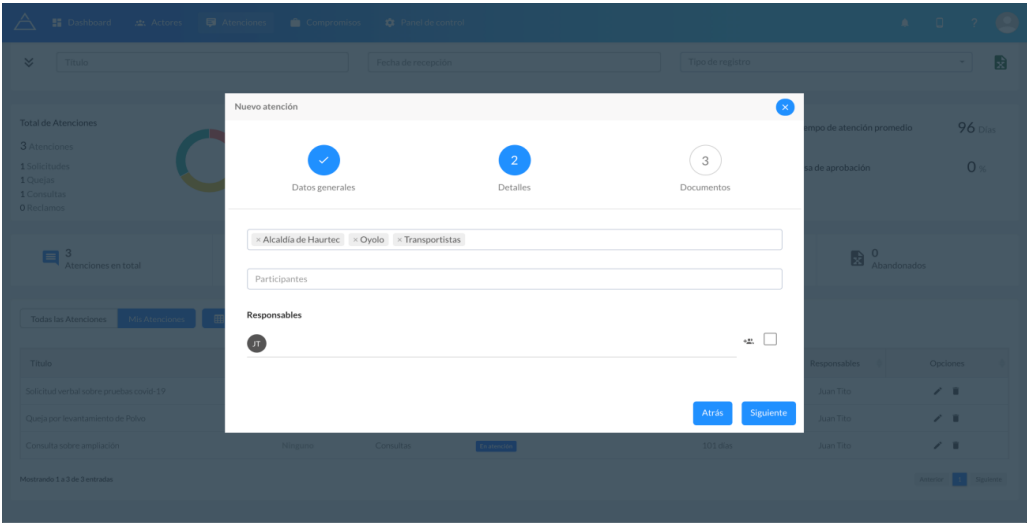 Dashboard
Actores
Atenciones
Compromisos
Panel de control
?
Título
Fecha de recepción
Tipo de registro
Total de Atenciones
3 Atenciones
1 Solicitudes
1 Quejas
1 Consultas
0 Reclamos
Nuevo atención
2
3
Datos generales
Detalles
Documentos
empo de atención promedio
96 Días
sa de aprobación
0 %
× Alcaldía de Haurtec × Oyolo × Transportistas
Participantes
Responsables
JT
Atrás
Siguiente
3
Atenciones en total
0
Abandonados
Todas las Atenciones
Mis Atenciones
Título
Responsables
Opciones
Solicitud verbal sobre pruebas covid-19
Juan Tito
Queja por levantamiento de Polvo
Juan Tito
Consulta sobre ampliación
Ninguno
Consultas
101 días
Juan Tito
Mostrando 1 a 3 de 3 entradas
Anterior
1
Siguiente